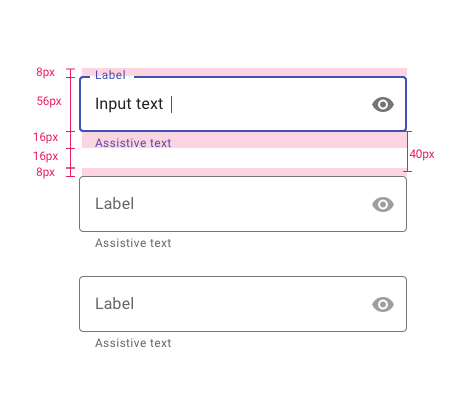 8px
Label
56px
Input text
16px
Assistive text
16px
40px
8px
Label
Assistive text
Label
Assistive text